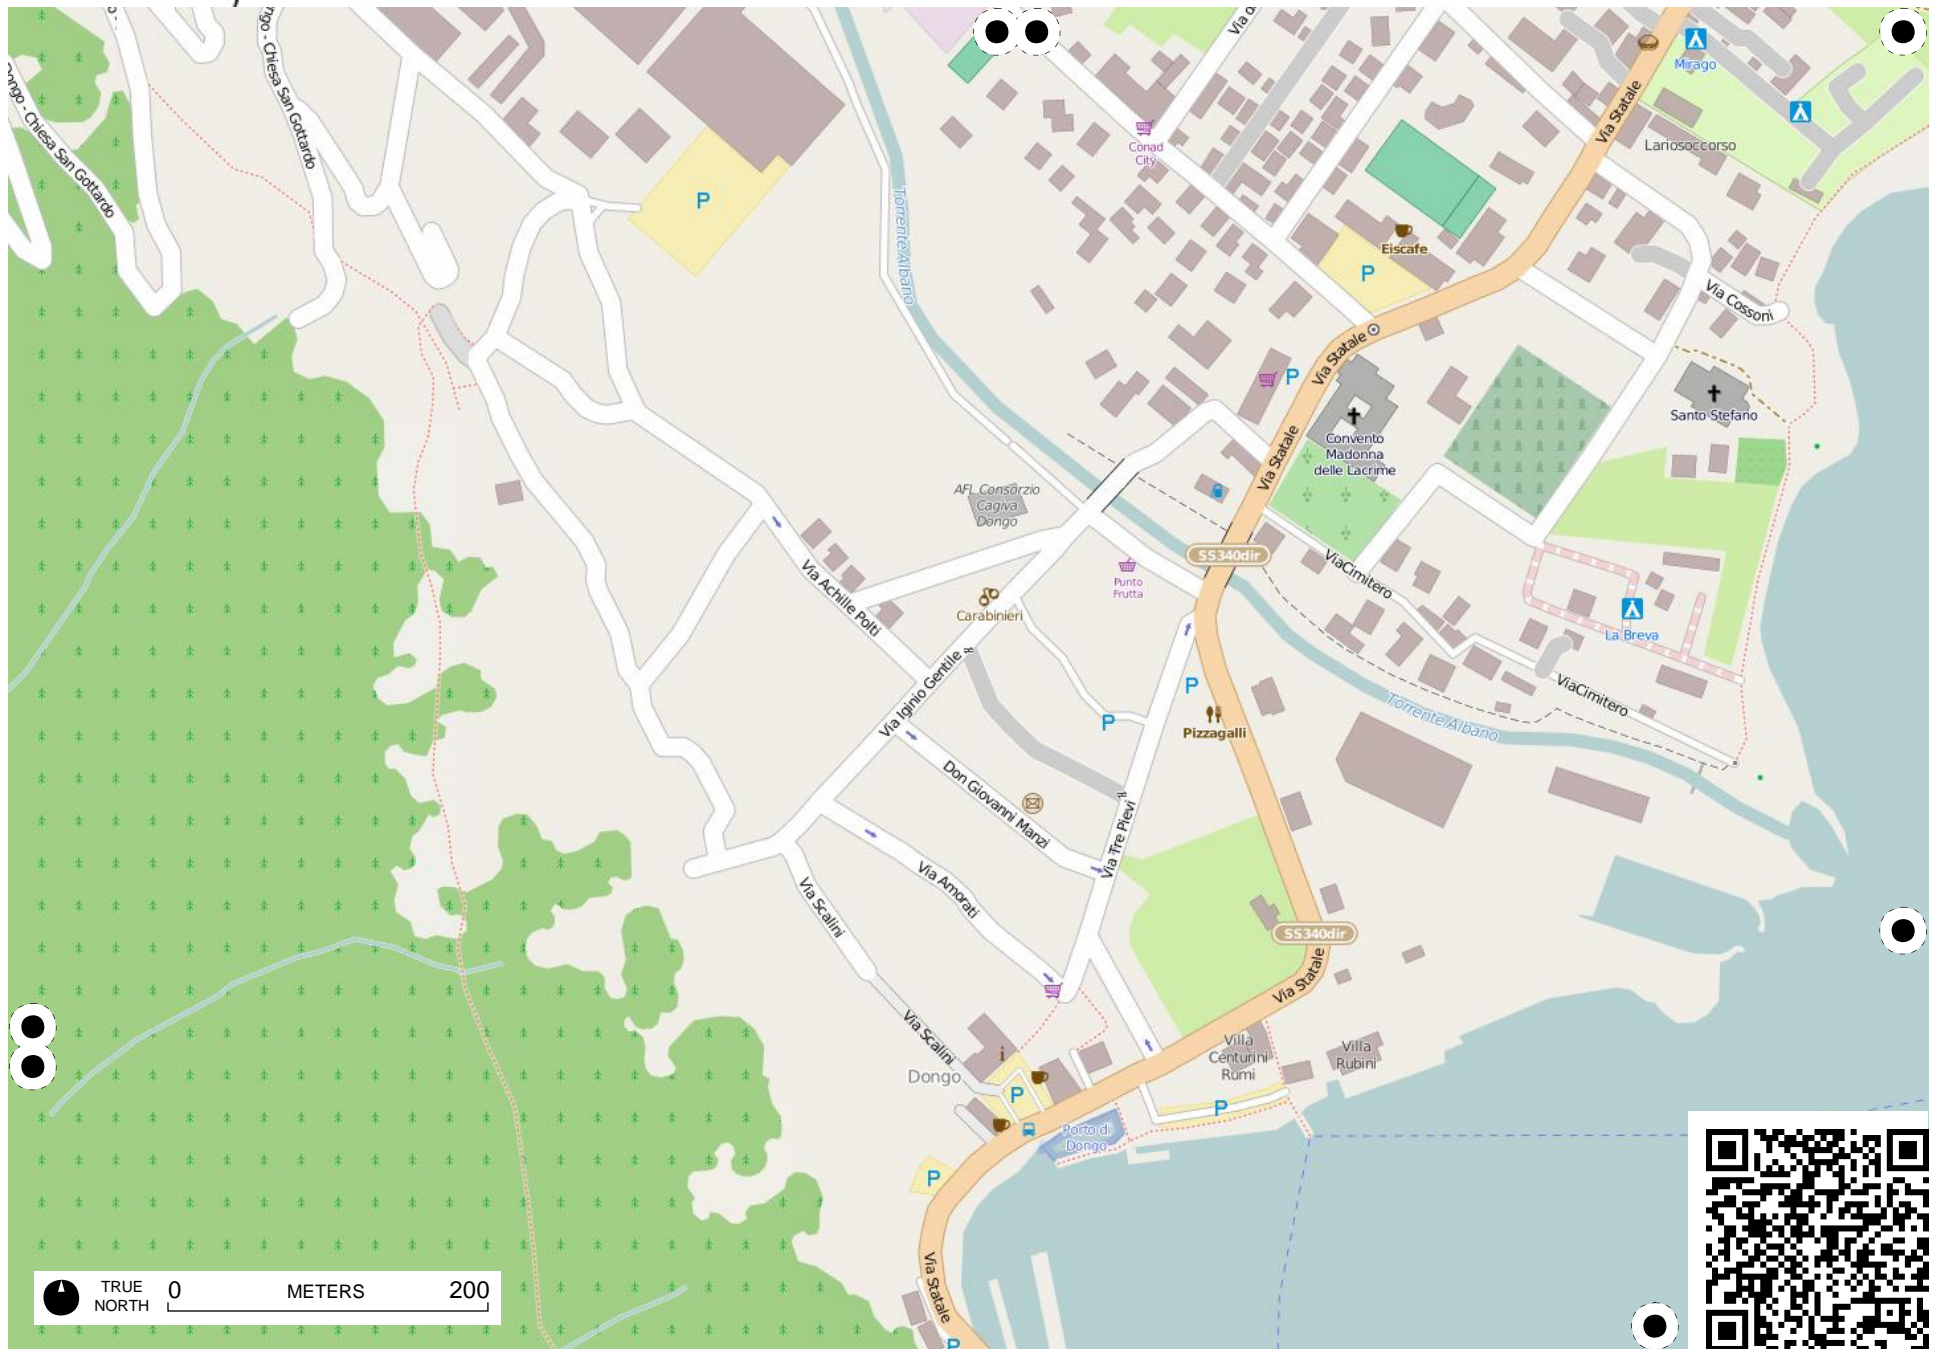 Dongo - Chiesa San Gottardo
Chiesa San Gottardo
Via Statale
Mirago
Lariosoccorso
Conad
City
P
Torrente Albano
Eiscafe
P
Via Cossoni
Via Statale
P
Santo Stefano
Convento
Madonna
delle Lacrime
Via Statale
AFL Consorzio
Cagiva
Dongo
SS340dir
ViaCimitero
Punto
Frutta
Via Achille Polti
Carabinieri
La Breva
Via Iginio Gentile
P
ViaCimitero
P
Pizzagalli
Torrente Albano
Don Giovanni Manzi
Via Tre Pievi
Via Amorati
Via Scalini
SS340dir
Via Statale
Via Scalini
i
Villa
Centurini
Rumi
Villa
Rubini
Dongo
P
P
Porto di
Dongo
P
Via Statale
P
TRUE
NORTH
0 METERS 200